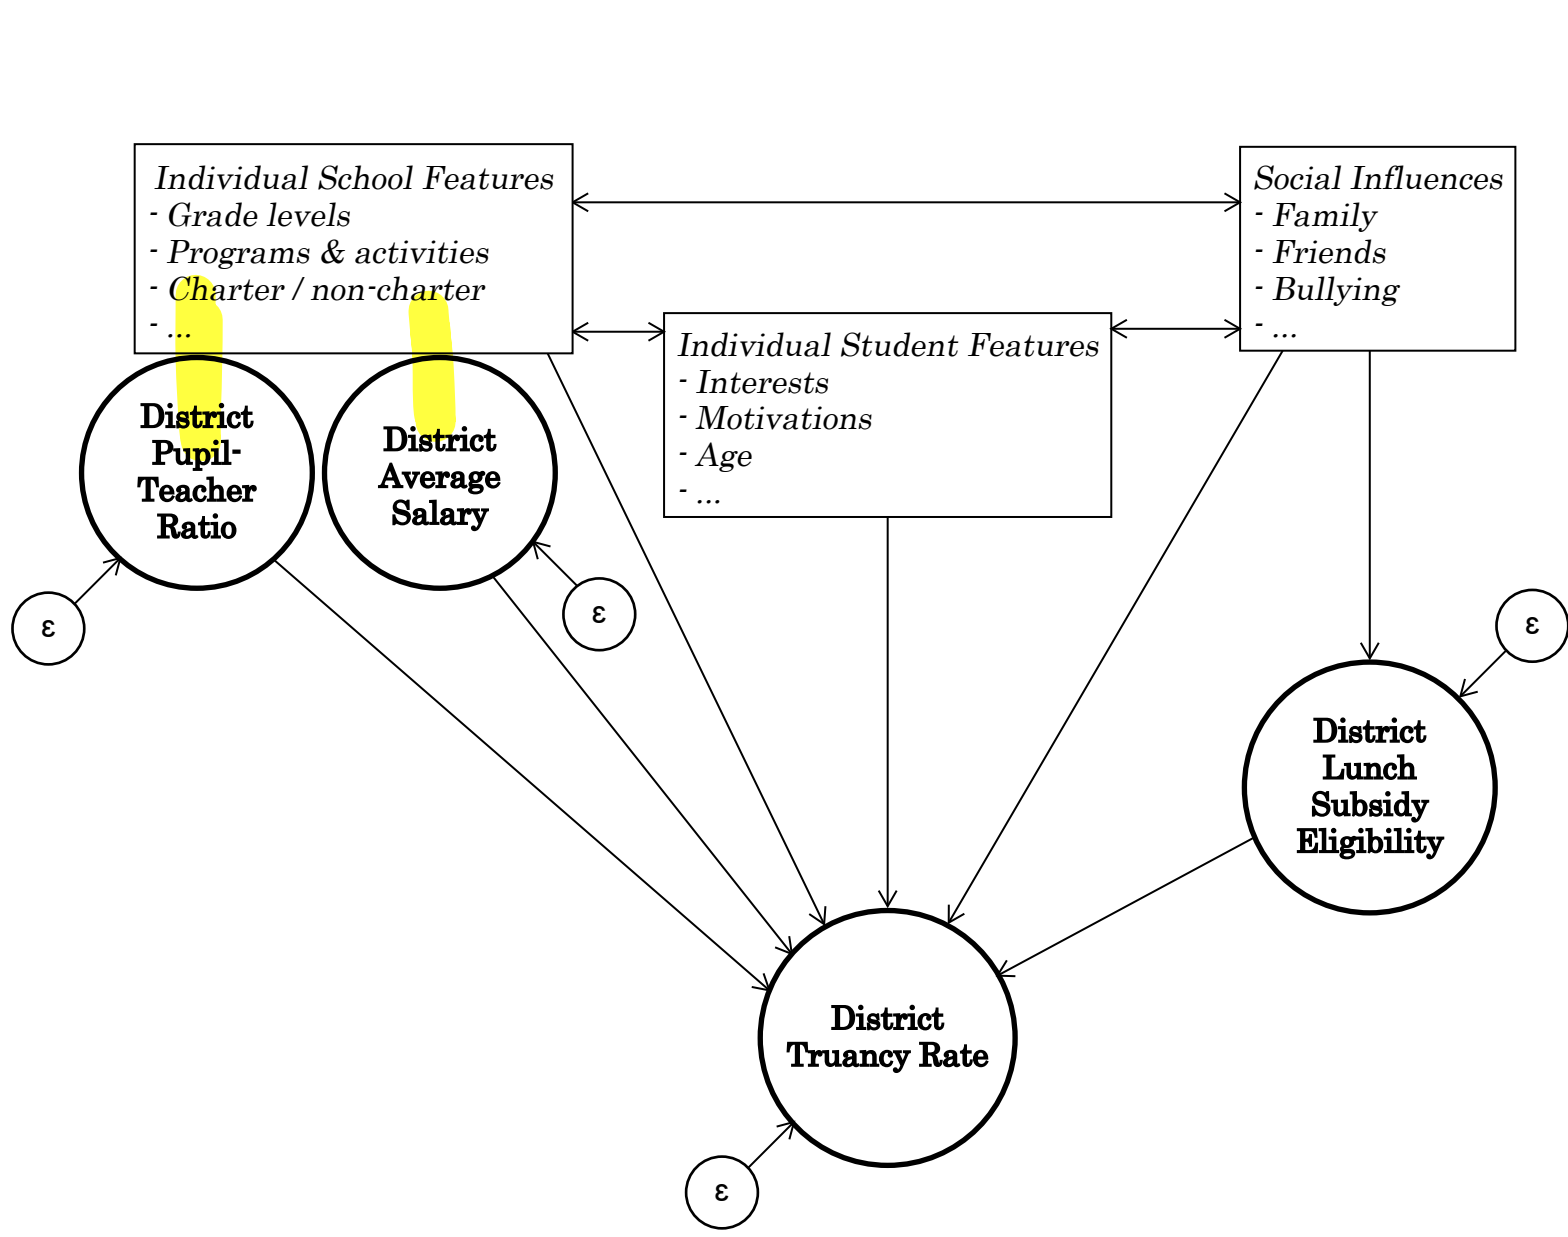 Individual School Features
- Grade levels
- Programs & activities
- Charter / non-charter
- ...
Social Influences
- Family
- Friends
- Bullying
- ...
Individual Student Features
- Interests
- Motivations
- Age
- ...
District
Pupil-
Teacher
Ratio
District
Average
Salary
ε
ε
ε
District
Lunch
Subsidy
Eligibility
District
Truancy Rate
ε